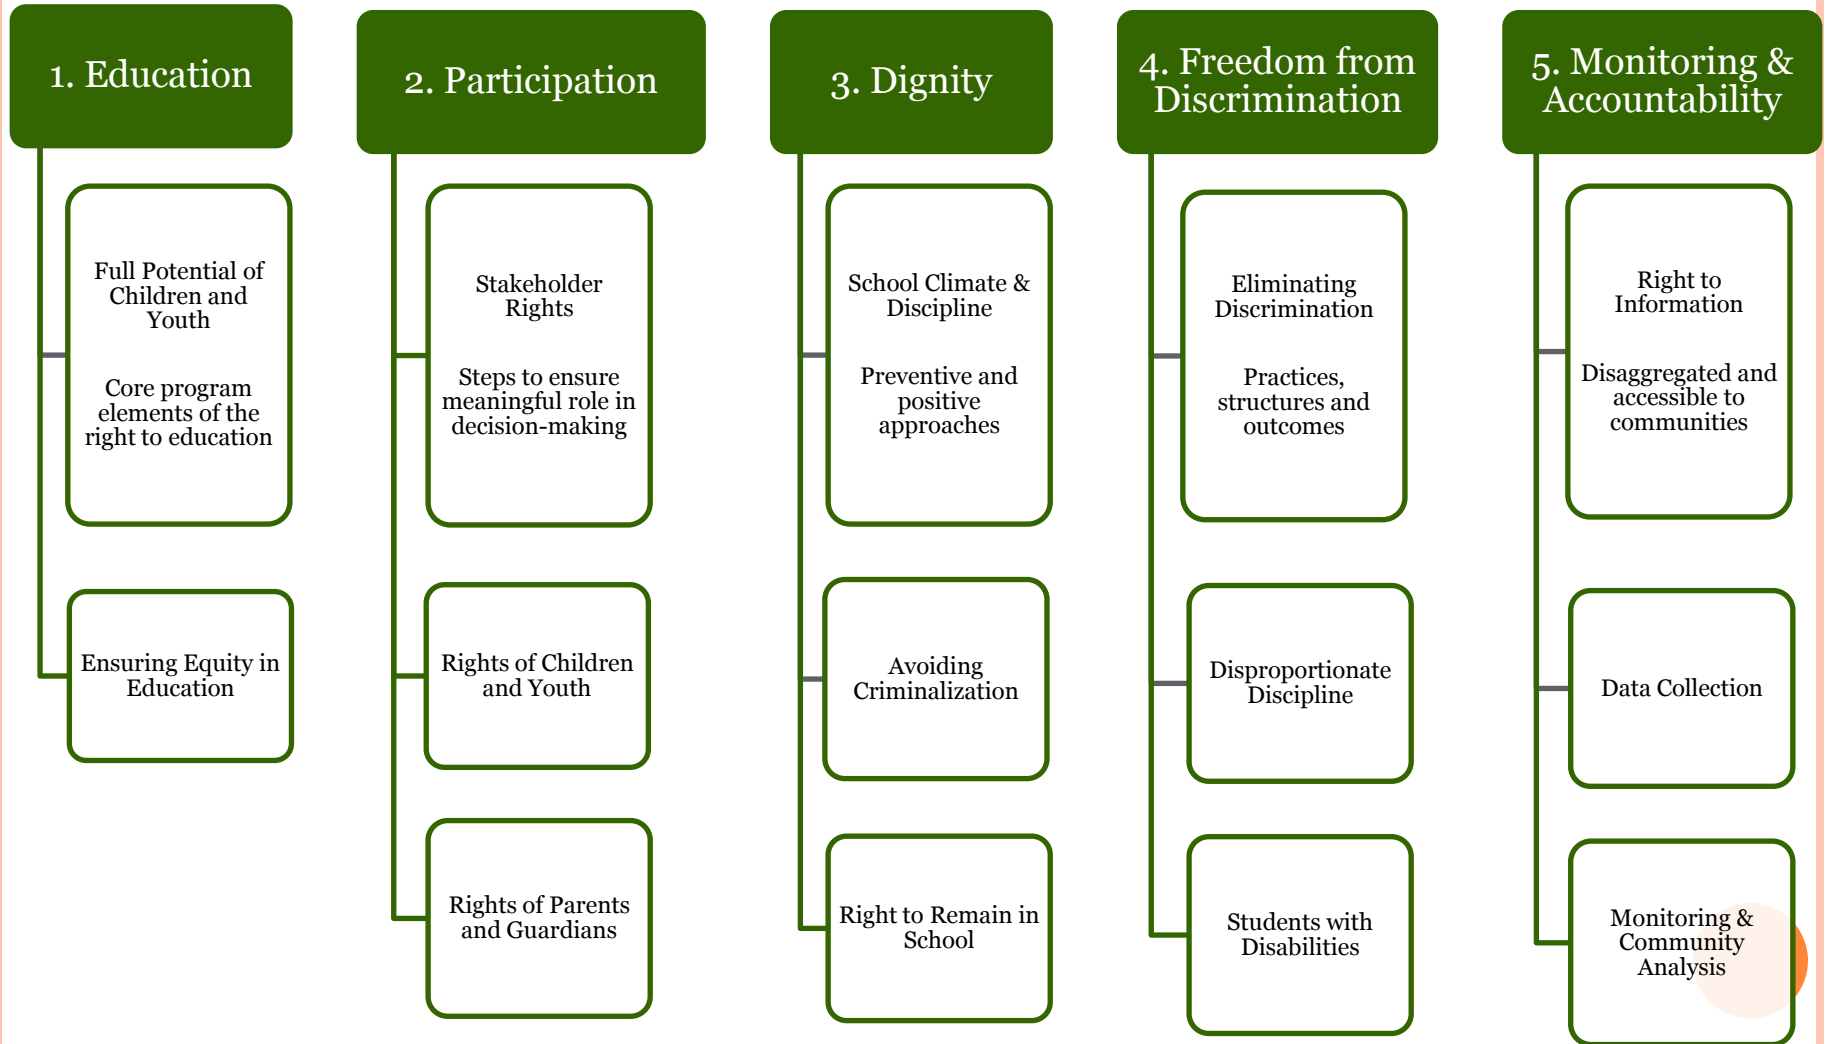 1. Education
Full Potential of
Children and
Youth
Core program
elements of the
right to education
Ensuring Equity in
Education
2. Participation
Stakeholder
Rights
Steps to ensure
meaningful role in
decision-making
Rights of Children
and Youth
Rights of Parents
and Guardians
3. Dignity
School Climate &
Discipline
Preventive and
positive
approaches
Avoiding
Criminalization
Right to Remain in
School
4. Freedom from
Discrimination
Eliminating
Discrimination
Practices,
structures and
outcomes
Disproportionate
Discipline
Students with
Disabilities
5. Monitoring &
Accountability
Right to
Information
Disaggregated and
accessible to
communities
Data Collection
Monitoring &
Community
Analysis